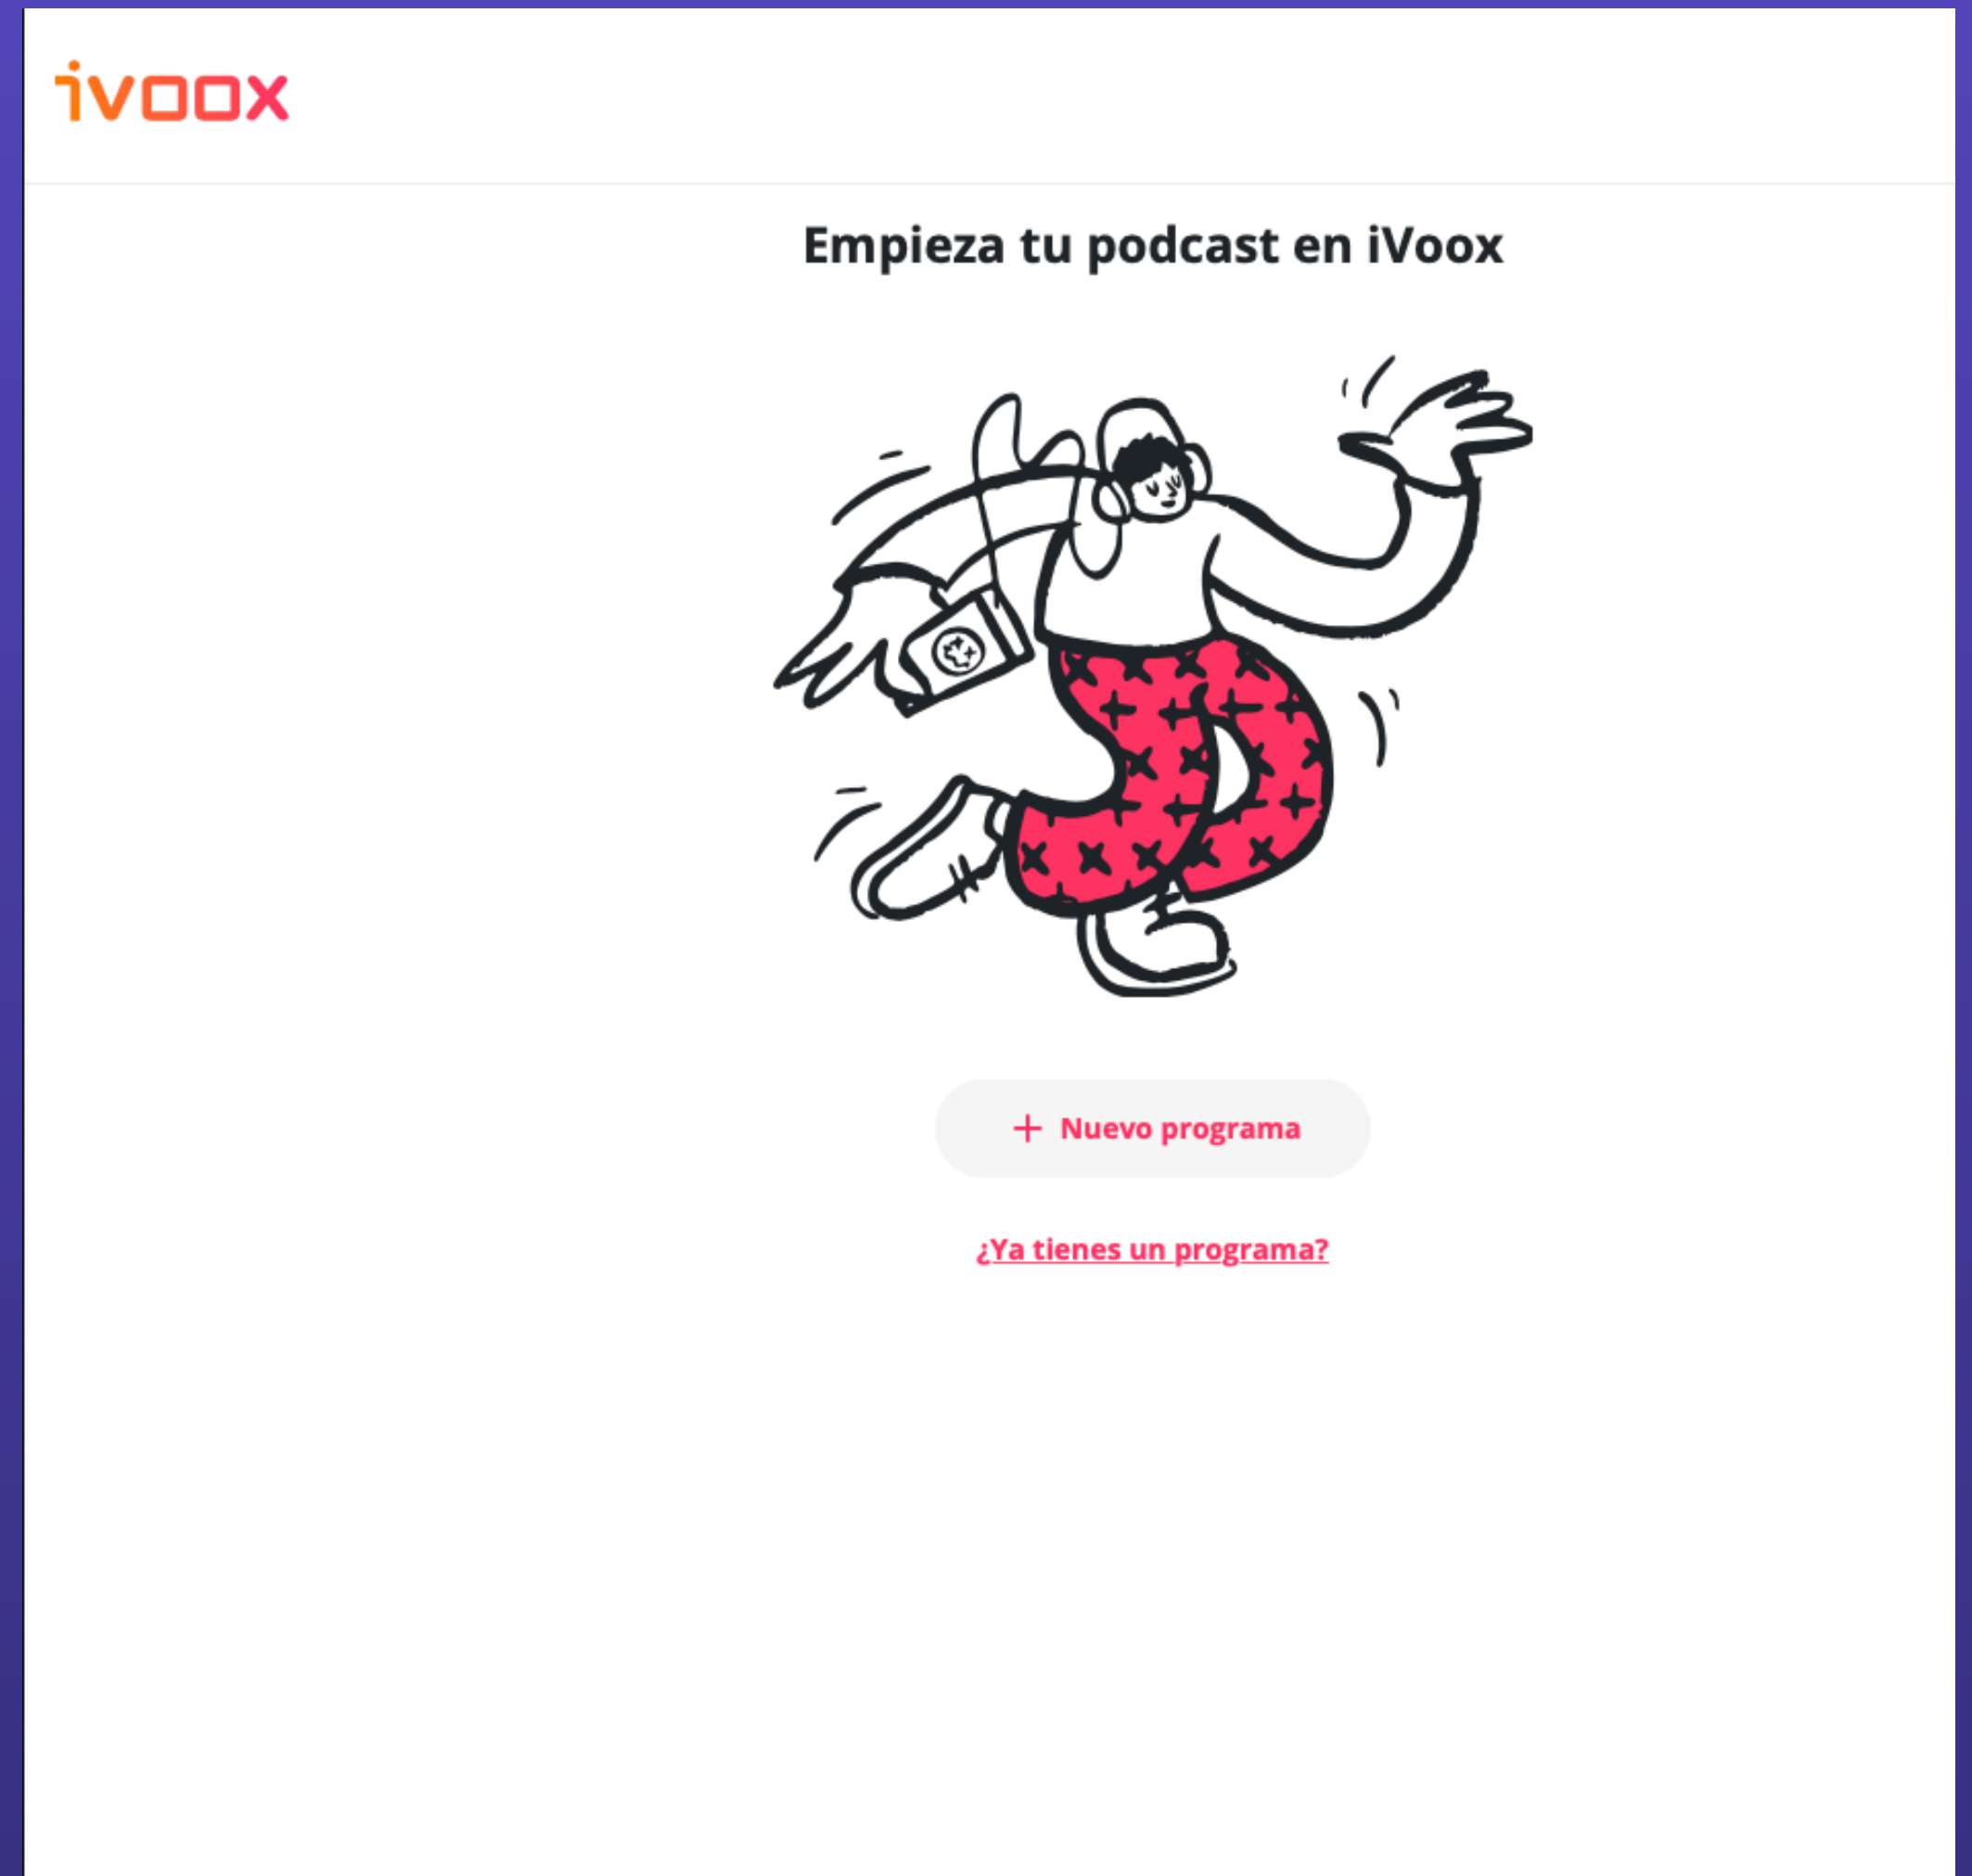 ivoox
Empieza tu podcast en iVoox
+ Nuevo programa
¿Ya tienes un programa?